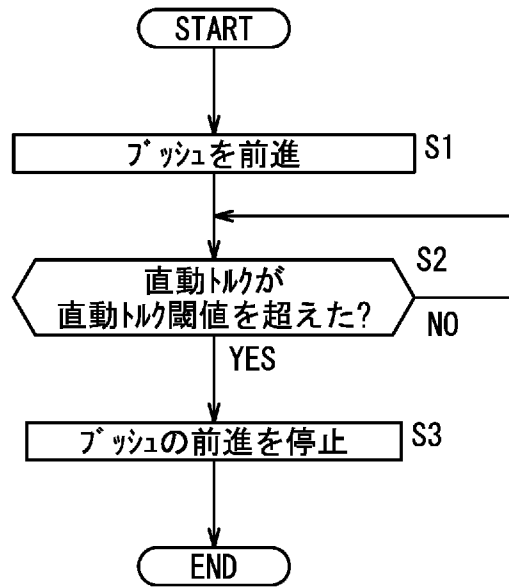 START
ﾌﾞｯｼｭを前進
S1
直動ﾄﾙｸが
直動ﾄﾙｸ閾値を超えた?
S2
NO
YES
ﾌﾞｯｼｭの前進を停止
S3
END